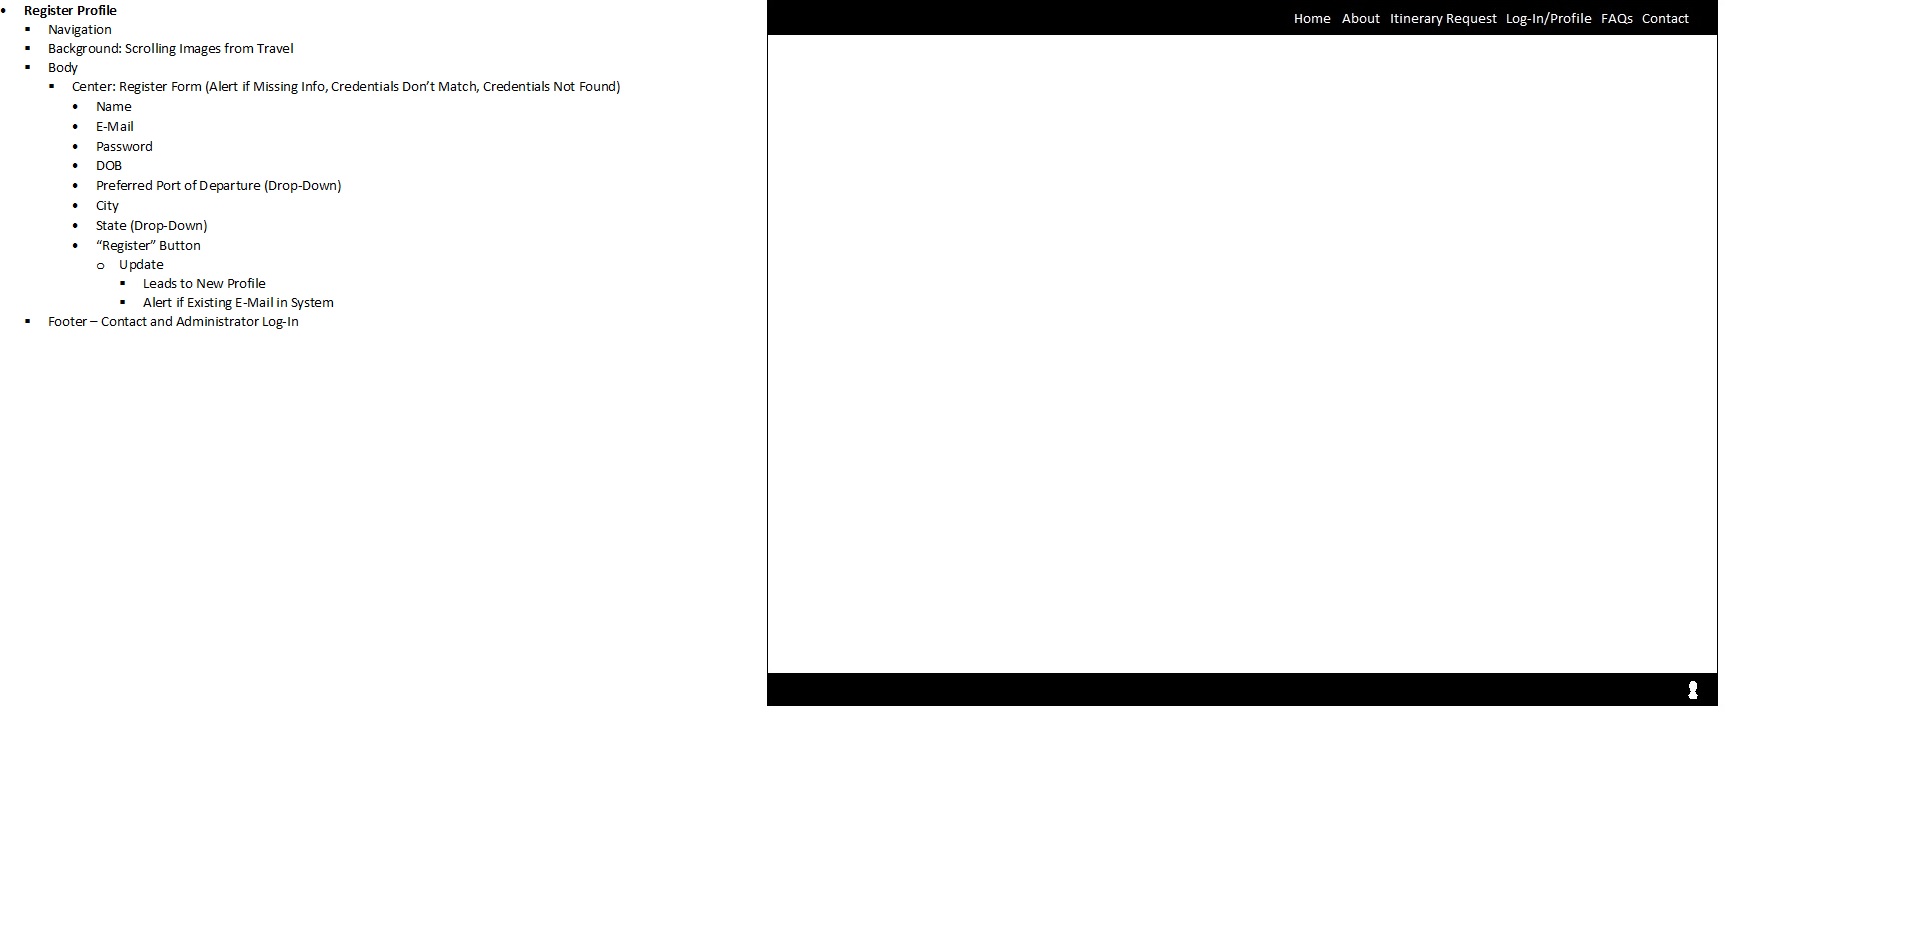 Register Profile
Navigation
Background: Scrolling Images from Travel
Body
Center: Register Form (Alert if Missing Info, Credentials Don’t Match, Credentials Not Found)
Name
E-Mail
Password
DOB
Preferred Port of Departure (Drop-Down)
City
State (Drop-Down)
“Register” Button
Update
Leads to New Profile
Alert if Existing E-Mail in System
Footer – Contact and Administrator Log-In
Home About Itinerary Request Log-In/Profile FAQs Contact